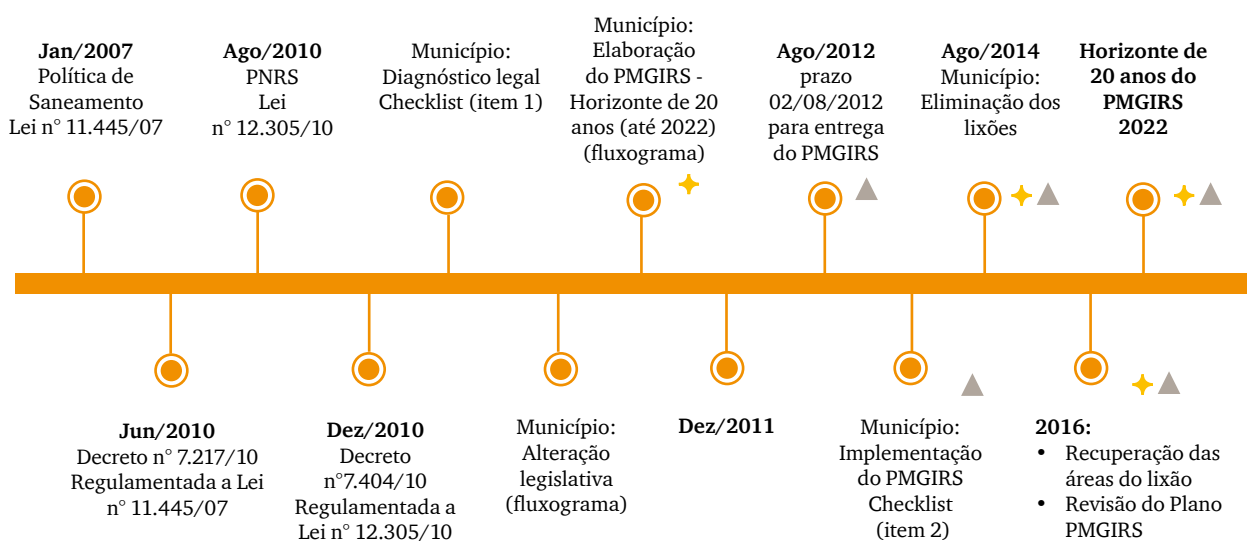 Jan/2007
Política de
Saneamento
Lei n° 11.445/07
Ago/2010
PNRS
Lei
n° 12.305/10
Município:
Diagnóstico legal
Checklist (item 1)
Município:
Elaboração
do PMGIRS -
Horizonte de 20
anos (até 2022)
(fluxograma)
Ago/2012
prazo
02/08/2012
para entrega
do PMGIRS
Ago/2014
Município:
Eliminação dos
lixões
Horizonte de
20 anos do
PMGIRS
2022
Jun/2010
Decreto n° 7.217/10
Regulamentada a Lei
n° 11.445/07
Dez/2010
Decreto
n°7.404/10
Regulamentada a
Lei n° 12.305/10
Município:
Alteração
legislativa
(fluxograma)
Dez/2011
Município:
Implementação
do PMGIRS
Checklist
(item 2)
2016:
• Recuperação das
áreas do lixão
• Revisão do Plano
PMGIRS